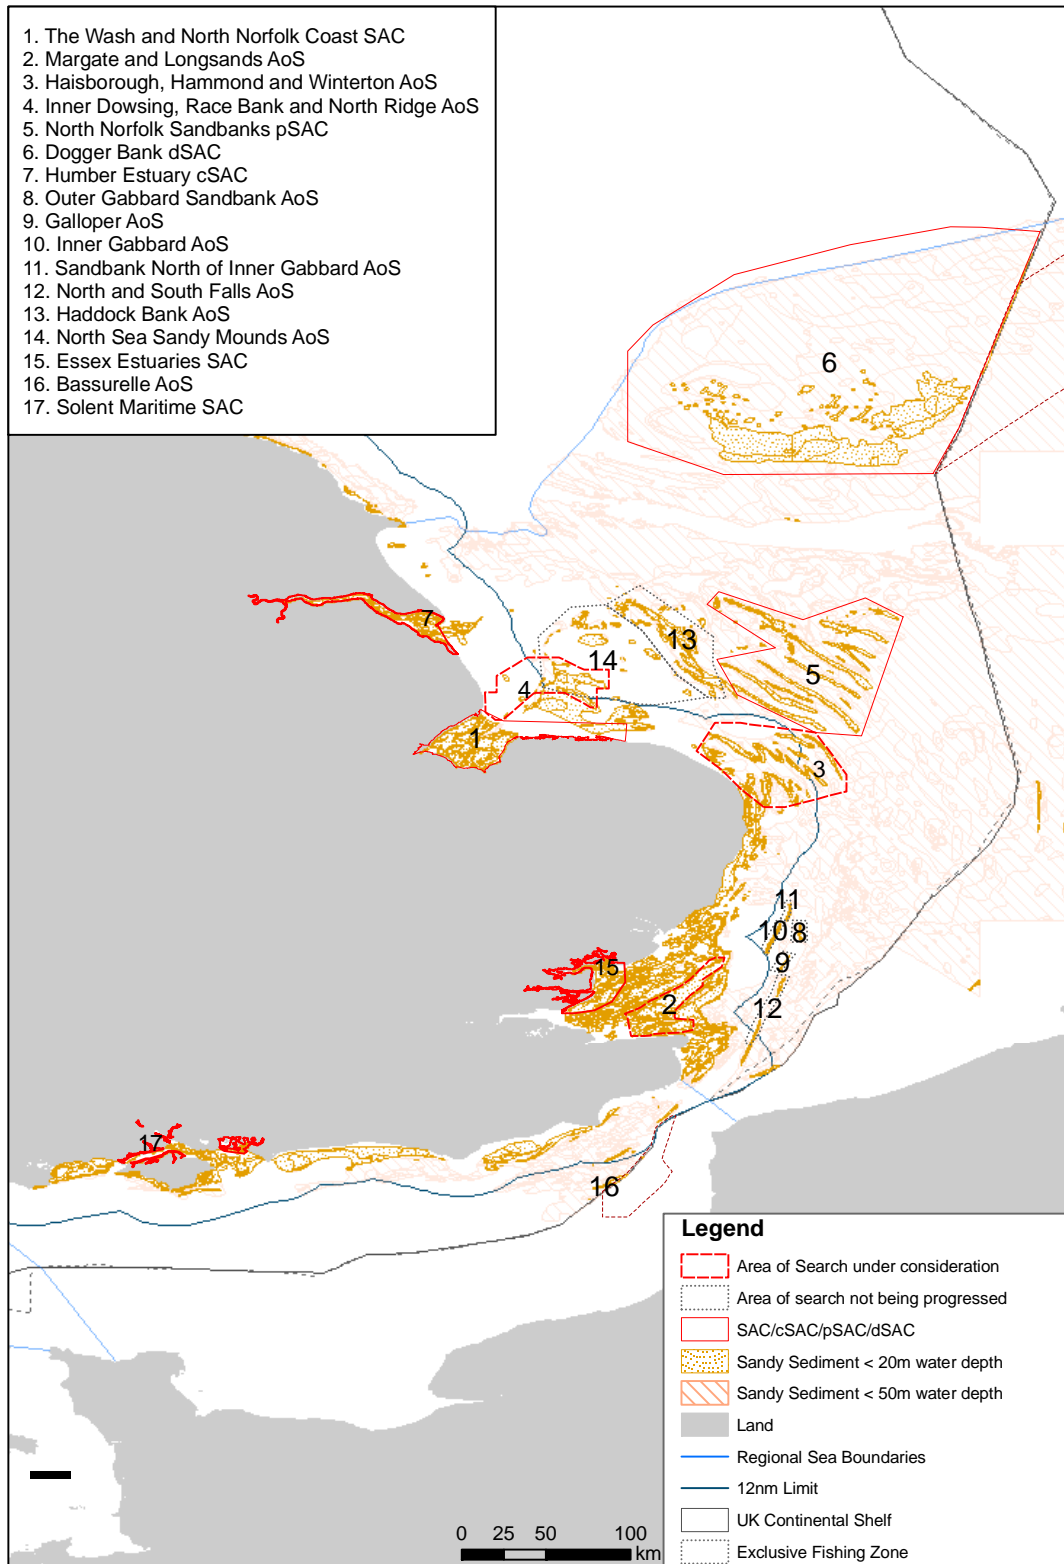 1. The Wash and North Norfolk Coast SAC
2. Margate and Longsands AoS
3. Haisborough, Hammond and Winterton AoS
4. Inner Dowsing, Race Bank and North Ridge AoS
5. North Norfolk Sandbanks pSAC
6. Dogger Bank dSAC
7. Humber Estuary cSAC
8. Outer Gabbard Sandbank AoS
9. Galloper AoS
10. Inner Gabbard AoS
11. Sandbank North of Inner Gabbard AoS
12. North and South Falls AoS
13. Haddock Bank AoS
14. North Sea Sandy Mounds AoS
15. Essex Estuaries SAC
16. Bassurelle AoS
17. Solent Maritime SAC
6
7
13
14
5
4
1
3
11
10 8
9
15
2
12
17
16
Legend
Area of Search under consideration
Area of search not being progressed
SAC/cSAC/pSAC/dSAC
Sandy Sediment < 20m water depth
Sandy Sediment < 50m water depth
Land
Regional Sea Boundaries
12nm Limit
UK Continental Shelf
Exclusive Fishing Zone
0 25 50 100
km